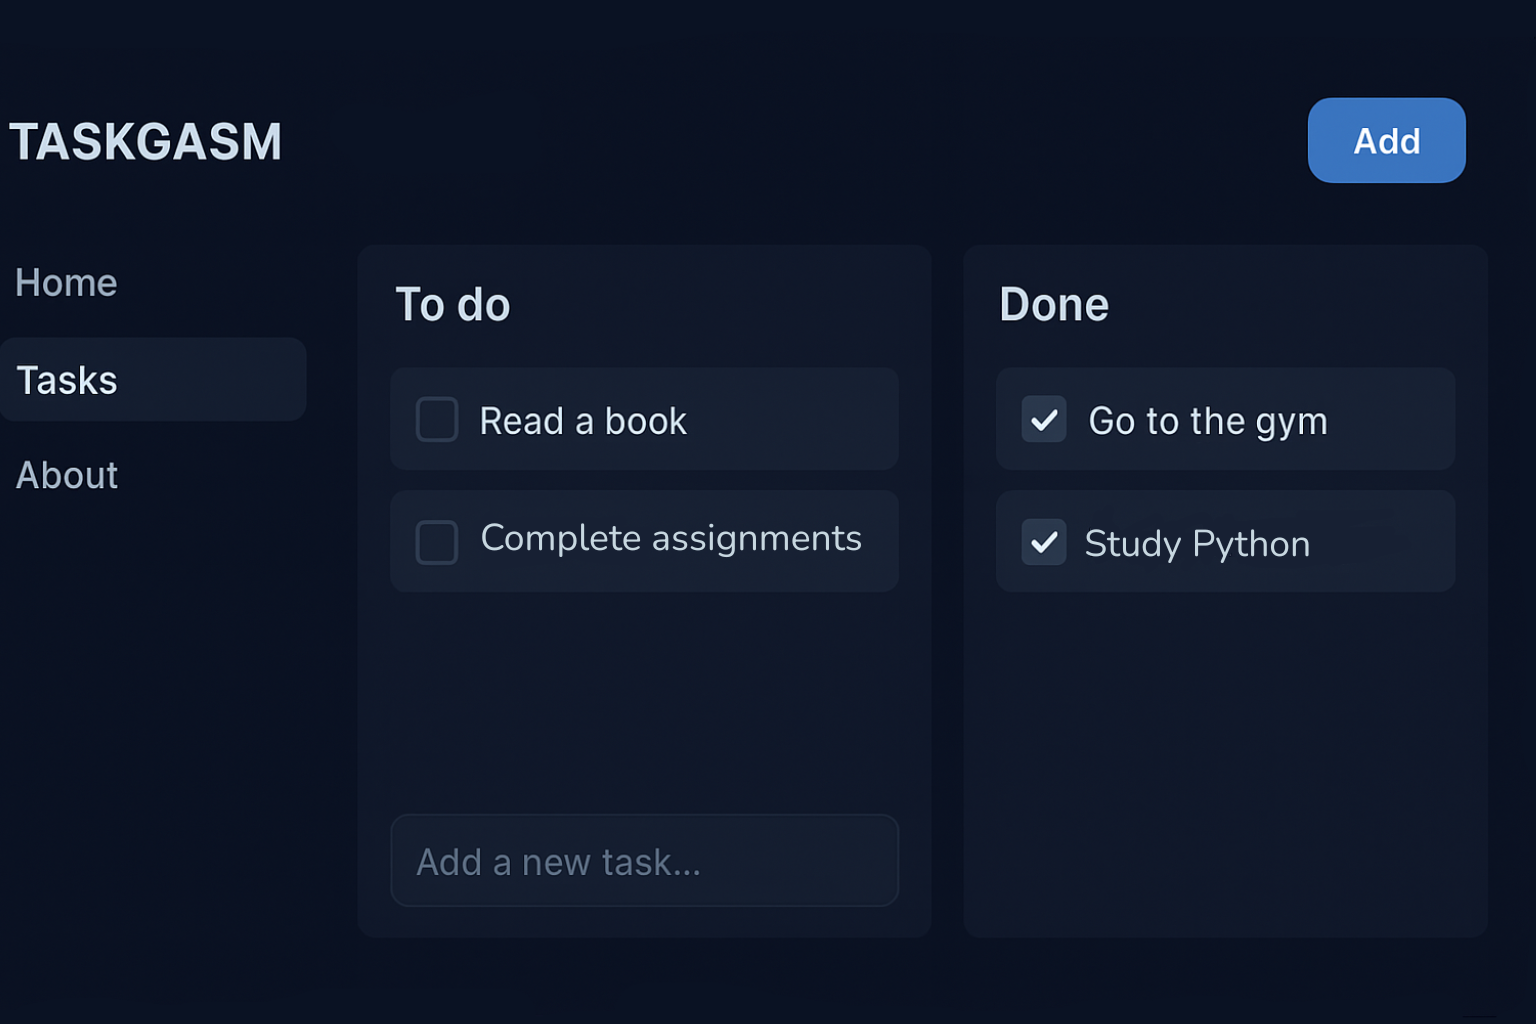 TASKGASM
Add
Home
Tasks
About
To do
Read a book
Complete assignments
Add a new task...
Done
Go to the gym
Study Python